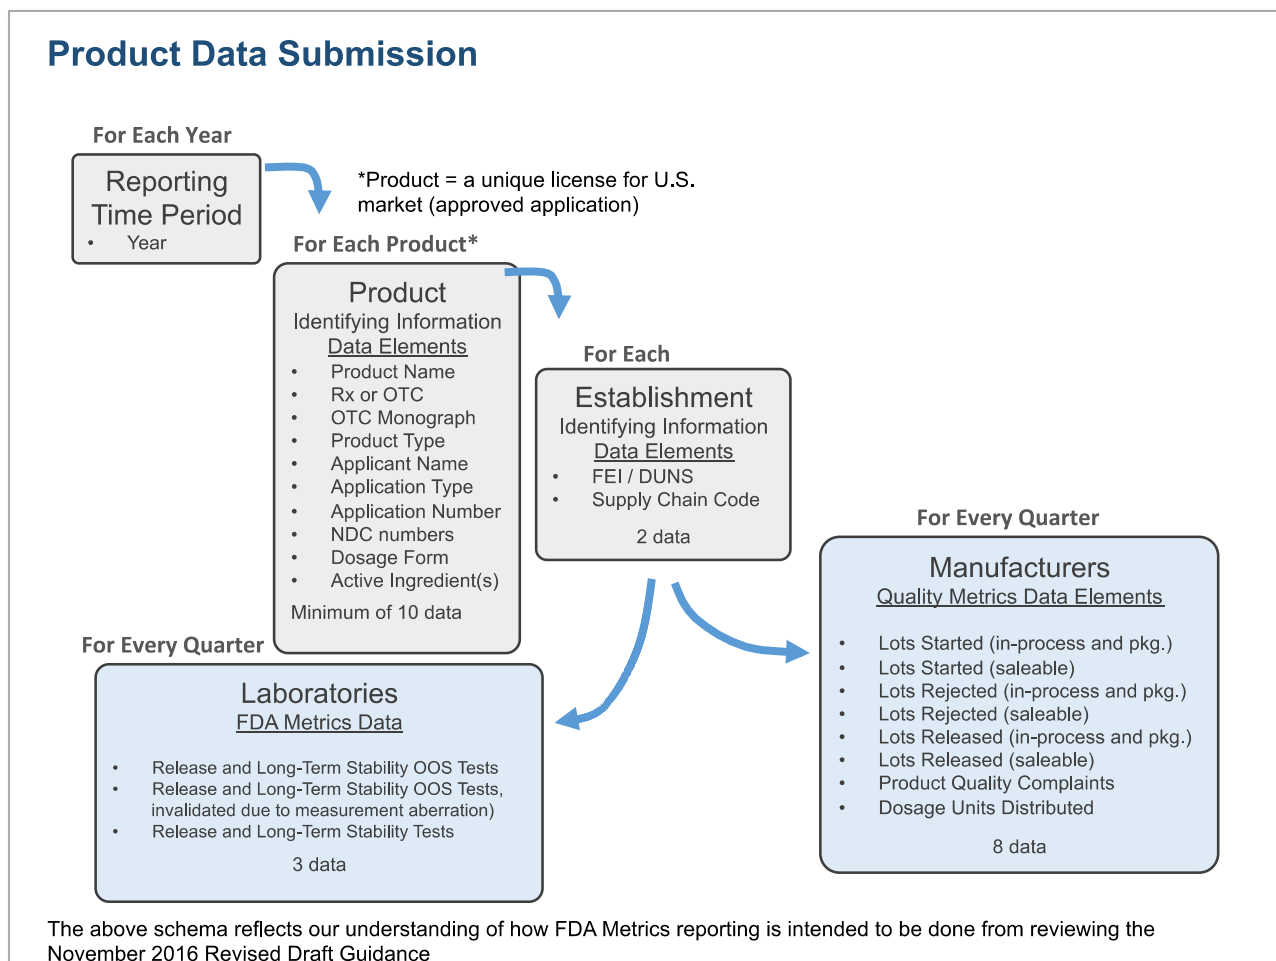 Product Data Submission
For Each Year
Reporting
Time Period
• Year
*Product = a unique license for U.S.
market (approved application)
For Each Product*
Product
Identifying Information
Data Elements
• Product Name
• Rx or OTC
• OTC Monograph
• Product Type
• Applicant Name
• Application Type
• Application Number
• NDC numbers
• Dosage Form
• Active Ingredient(s)
Minimum of 10 data
For Each
Establishment
Identifying Information
Data Elements
• FEI / DUNS
• Supply Chain Code
2 data
For Every Quarter
Manufacturers
Quality Metrics Data Elements
• Lots Started (in-process and pkg.)
• Lots Started (saleable)
• Lots Rejected (in-process and pkg.)
• Lots Rejected (saleable)
• Lots Released (in-process and pkg.)
• Lots Released (saleable)
• Product Quality Complaints
• Dosage Units Distributed
8 data
For Every Quarter
Laboratories
FDA Metrics Data
• Release and Long-Term Stability OOS Tests
• Release and Long-Term Stability OOS Tests,
invalidated due to measurement aberration)
• Release and Long-Term Stability Tests
3 data
The above schema reflects our understanding of how FDA Metrics reporting is intended to be done from reviewing the
November 2016 Revised Draft Guidance